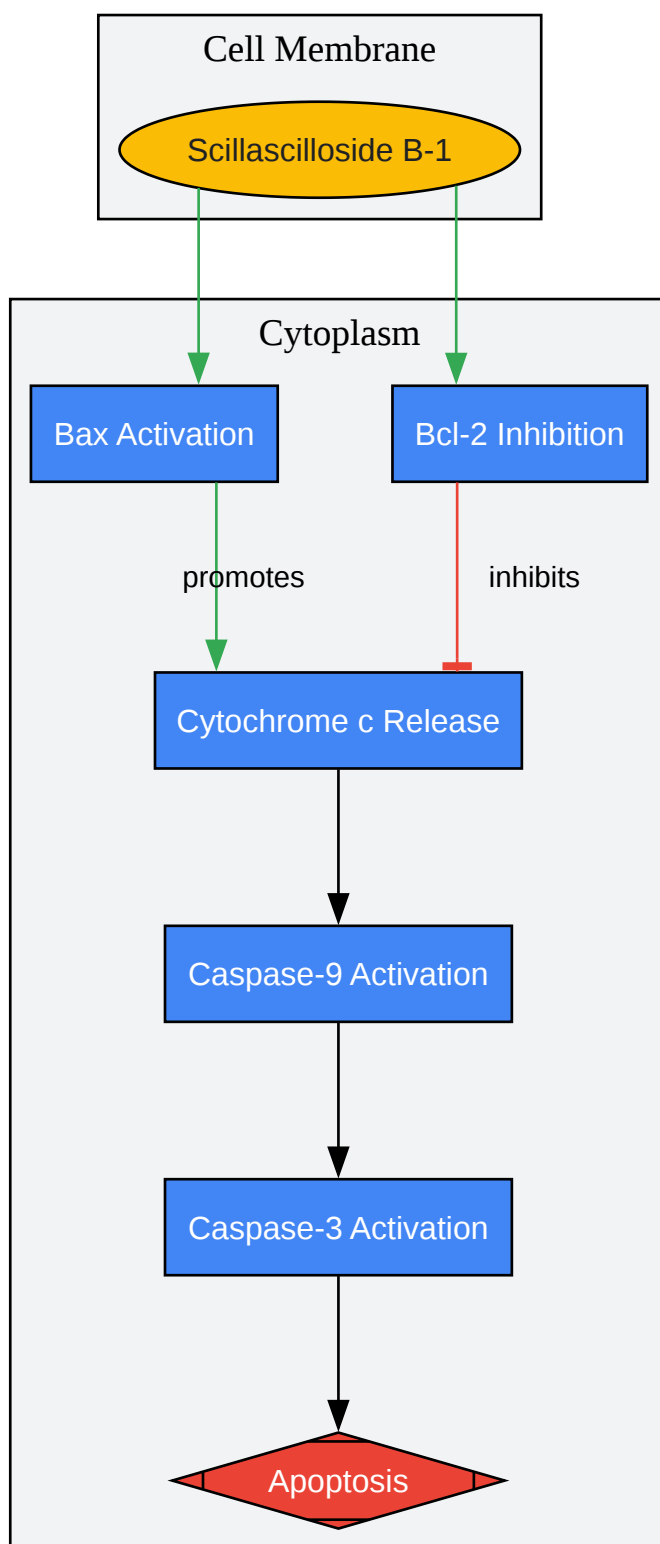 Cell Membrane
Scillascilloside B-1
Cytoplasm
Bax Activation
Bcl-2 Inhibition
promotes
inhibits
Cytochrome c Release
Caspase-9 Activation
Caspase-3 Activation
Apoptosis